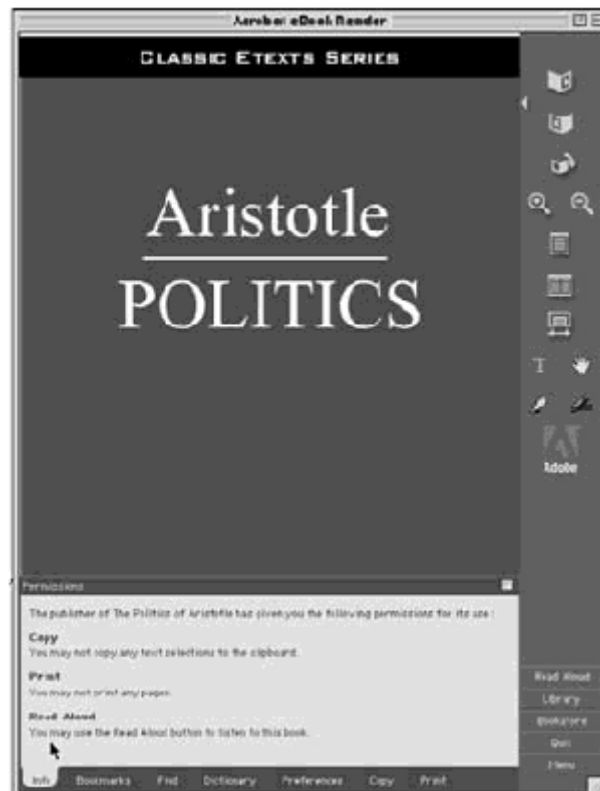 Acrobat eBook Reader
CLASSIC ETEXTS SERIES
Aristotle
POLITICS
Adobe
Permissions
The publisher of The Politics of Aristotle has given you the following permissions for its use:
Copy
You may not copy any text selections to the clipboard.
Print
You may not print any pages.
Read Aloud
You may use the Read Aloud button to listen to this book.
Read Aloud
Library
Bookstore
Quit
Menu
Info Bookmarks Find Dictionary Preferences Copy Print